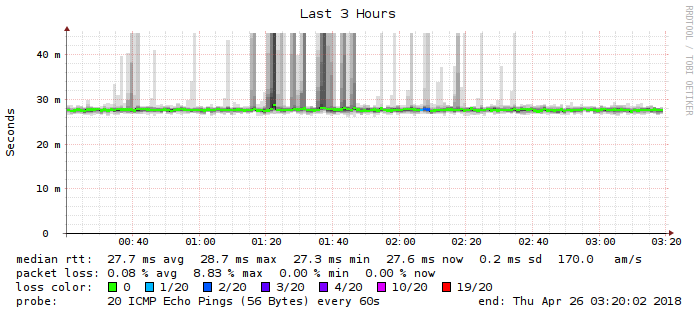 Last 3 Hours
RRDTOOL / TOBI OETIKER
Seconds
40 m
30 m
20 m
10 m
0
00:40 01:00 01:20 01:40 02:00 02:20 02:40 03:00 03:20
median rtt: 27.7 ms avg 28.7 ms max 27.3 ms min 27.6 ms now 0.2 ms sd 170.0 am/s
packet loss: 0.08 % avg 8.83 % max 0.00 % min 0.00 % now
loss color: 0 1/20 2/20 3/20 4/20 10/20 19/20
probe: 20 ICMP Echo Pings (56 Bytes) every 60s end: Thu Apr 26 03:20:02 2018